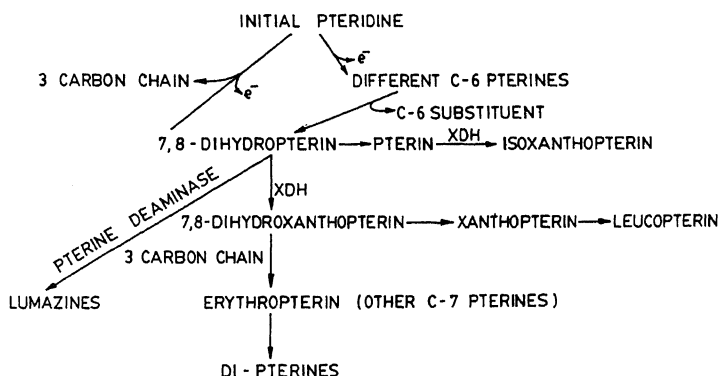 INITIAL PTERIDINE
e⁻
3 CARBON CHAIN
e⁻
DIFFERENT C-6 PTERINES
C-6 SUBSTITUENT
7,8-DIHYDROPTERIN PTERIN XDH ISOXANTHOPTERIN
PTERINE DEAMINASE
XDH
7,8-DIHYDROXANTHOPTERIN XANTHOPTERIN LEUCOPTERIN
3 CARBON CHAIN
LUMAZINES
ERYTHROPTERIN (OTHER C-7 PTERINES)
DI-PTERINES